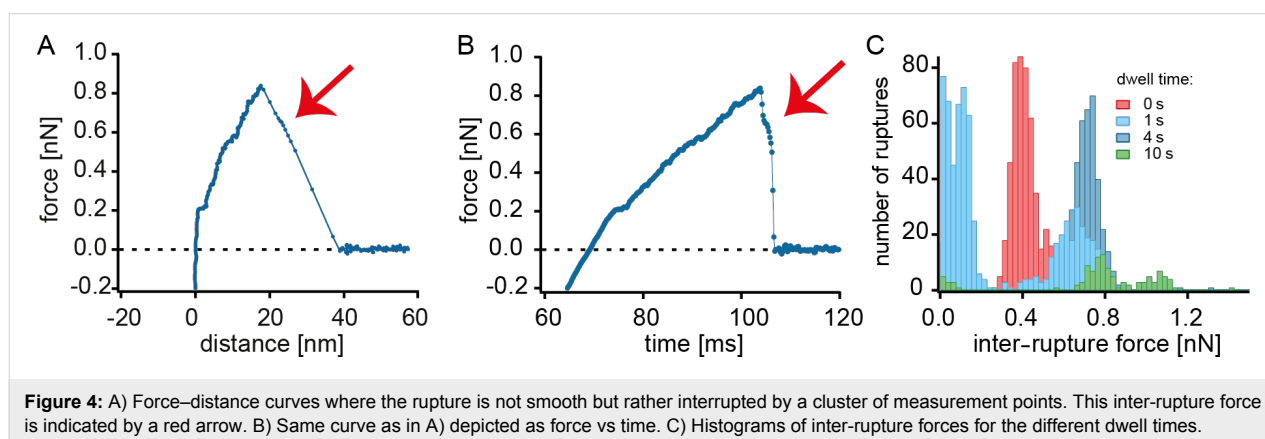 A
1.0
0.8
0.6
0.4
0.2
0.0
-0.2
force [nN]
-20 0 20 40 60
distance [nm]
B
1.0
0.8
0.6
0.4
0.2
0.0
-0.2
force [nN]
60 80 100 120
time [ms]
C
80
60
40
20
0
number of ruptures
dwell time:
0 s
1 s
4 s
10 s
0.0 0.4 0.8 1.2
inter-rupture force [nN]
Figure 4: A) Force–distance curves where the rupture is not smooth but rather interrupted by a cluster of measurement points. This inter-rupture force
is indicated by a red arrow. B) Same curve as in A) depicted as force vs time. C) Histograms of inter-rupture forces for the different dwell times.